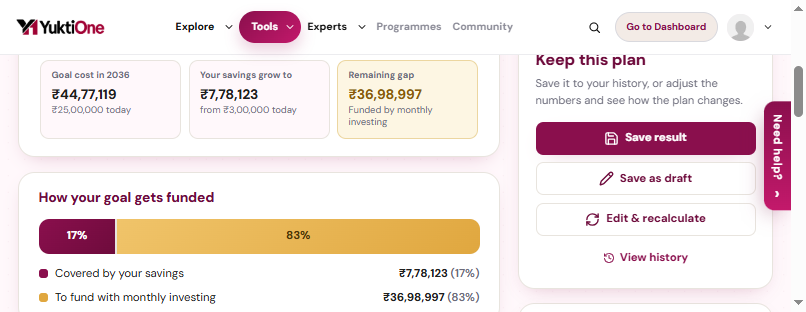 YuktiOne
Explore
Tools
Experts
Programmes
Community
Go to Dashboard
Goal cost in 2036
₹44,77,119
₹25,00,000 today
Your savings grow to
₹7,78,123
from ₹3,00,000 today
Remaining gap
₹36,98,997
Funded by monthly
investing
How your goal gets funded
17%
83%
Covered by your savings
₹7,78,123 (17%)
To fund with monthly investing
₹36,98,997 (83%)
Keep this plan
Save it to your history, or adjust the
numbers and see how the plan changes.
Save result
Save as draft
Edit & recalculate
View history
Need help? ›